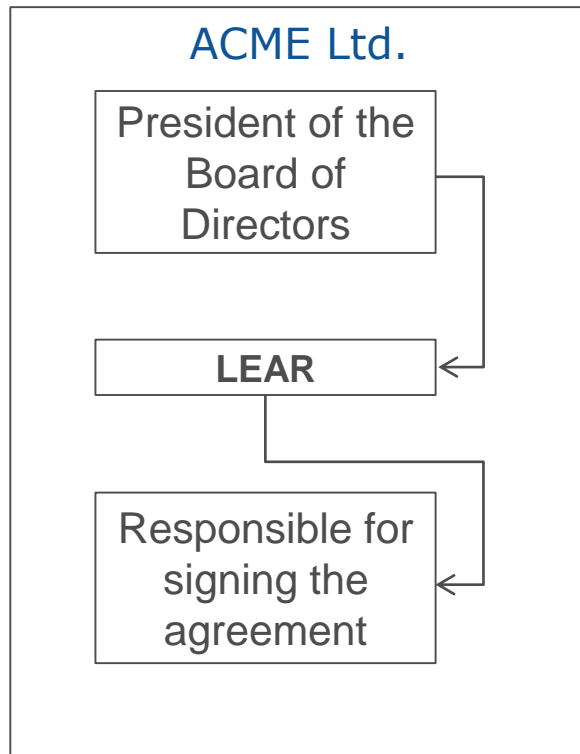 ACME Ltd.
President of the
Board of
Directors
LEAR
Responsible for
signing the
agreement